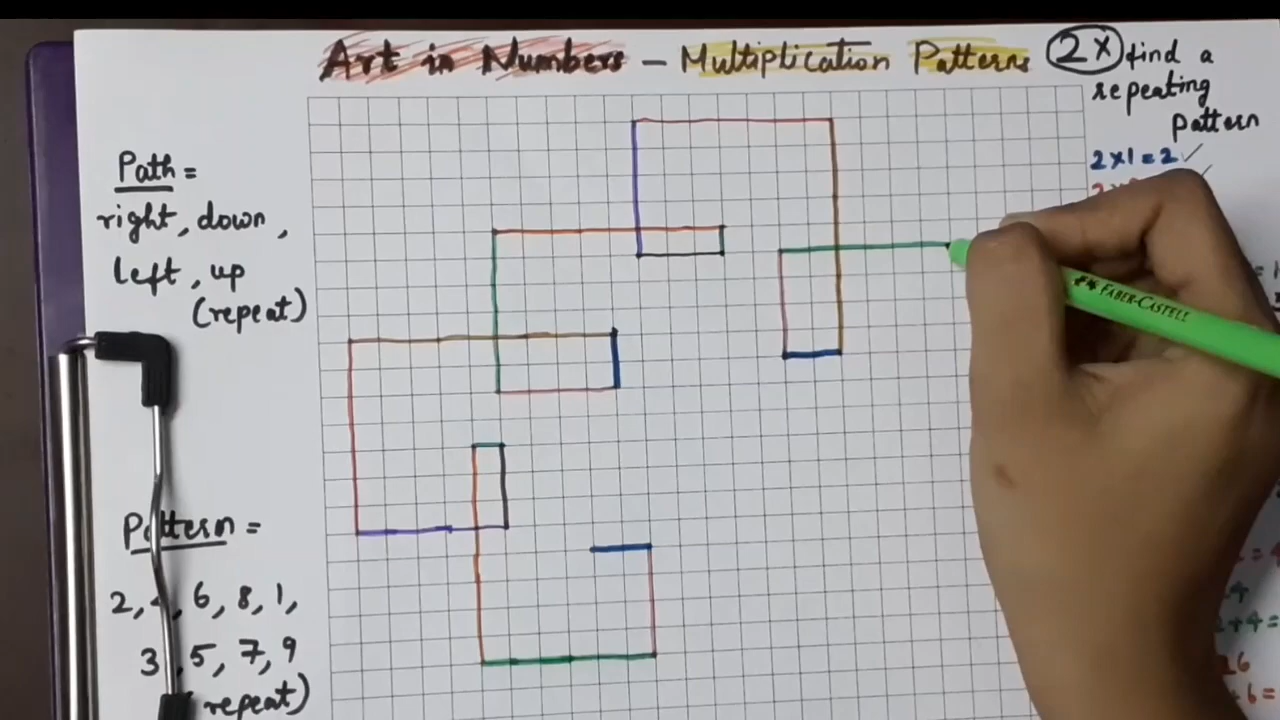 Art in Numbers – Multiplication Patterns 2x find a
repeating
pattern
2x1=2 ✓
Path =
right, down,
left, up
(repeat)
Pattern =
2, 4, 6, 8, 1,
3, 5, 7, 9
repeat)
FABER-CASTELL